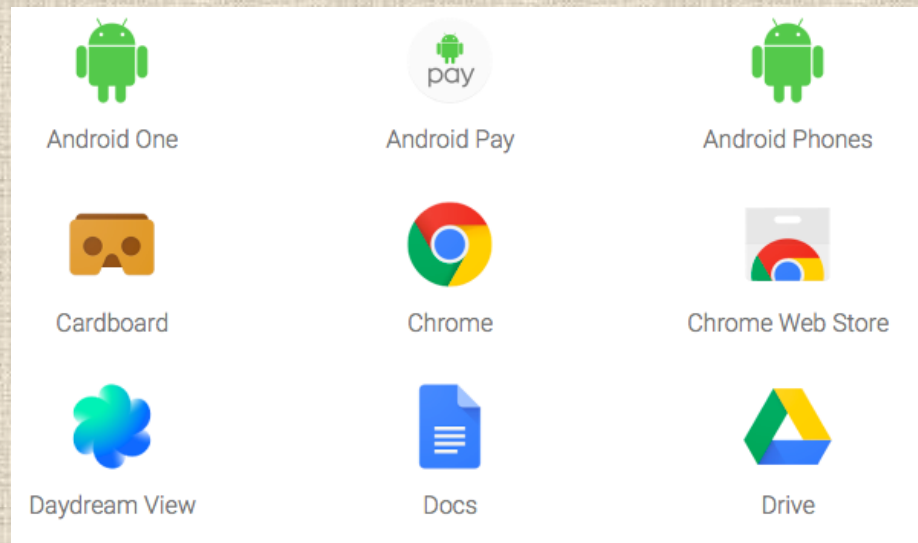 pay
Android One
Android Pay
Android Phones
Cardboard
Chrome
Chrome Web Store
Daydream View
Docs
Drive